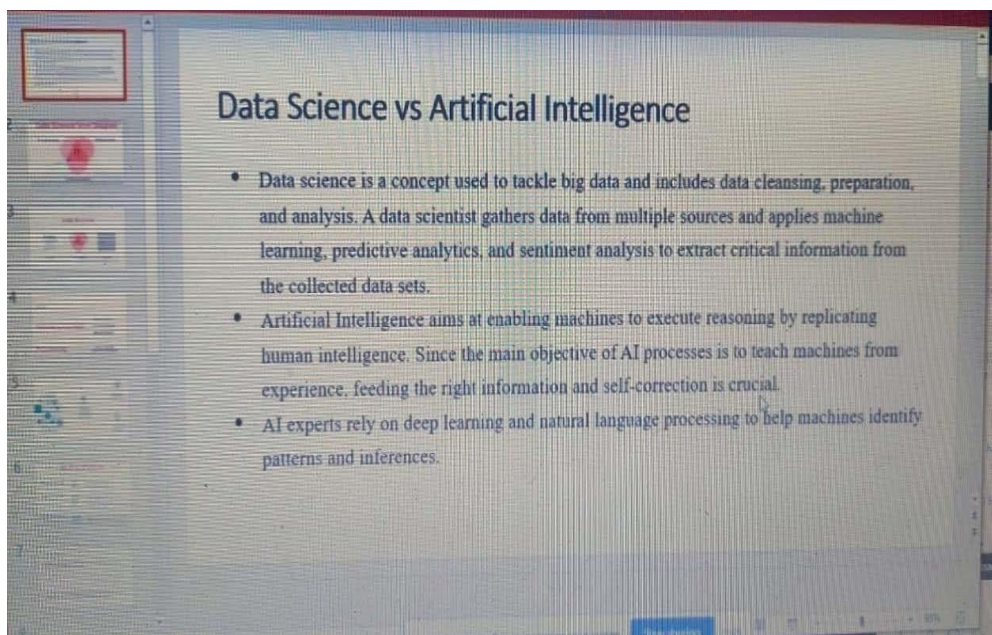 Data Science vs Artificial Intelligence
• Data science is a concept used to tackle big data and includes data cleansing, preparation,
and analysis. A data scientist gathers data from multiple sources and applies machine
learning, predictive analytics, and sentiment analysis to extract critical information from
the collected data sets.
• Artificial Intelligence aims at enabling machines to execute reasoning by replicating
human intelligence. Since the main objective of AI processes is to teach machines from
experience, feeding the right information and self-correction is crucial.
• AI experts rely on deep learning and natural language processing to help machines identify
patterns and inferences.